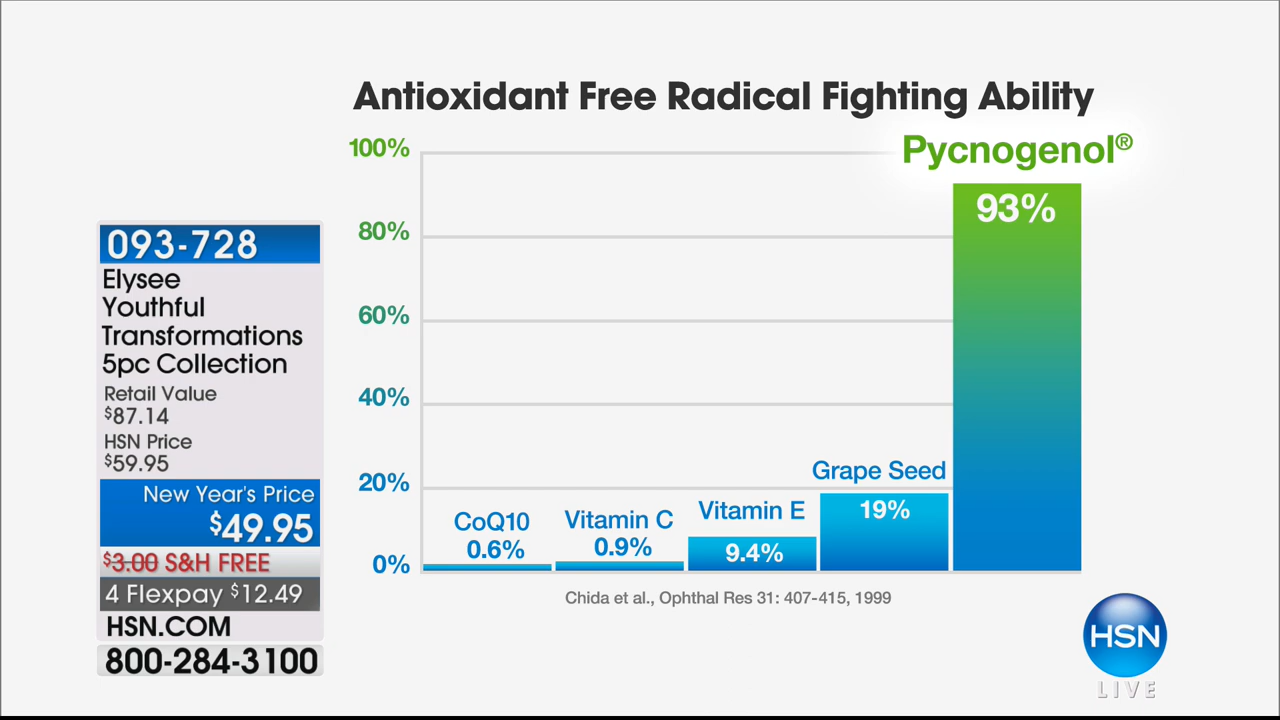 Antioxidant Free Radical Fighting Ability
100%
80%
60%
40%
20%
0%
CoQ10
0.6%
Vitamin C
0.9%
Vitamin E
9.4%
Grape Seed
19%
Pycnogenol®
93%
Chida et al., Ophthal Res 31: 407-415, 1999
093-728
Elysee
Youthful
Transformations
5pc Collection
Retail Value
$87.14
HSN Price
$59.95
New Year's Price
$49.95
$3.00 S&H FREE
4 Flexpay $12.49
HSN.COM
800-284-3100
HSN
LIVE